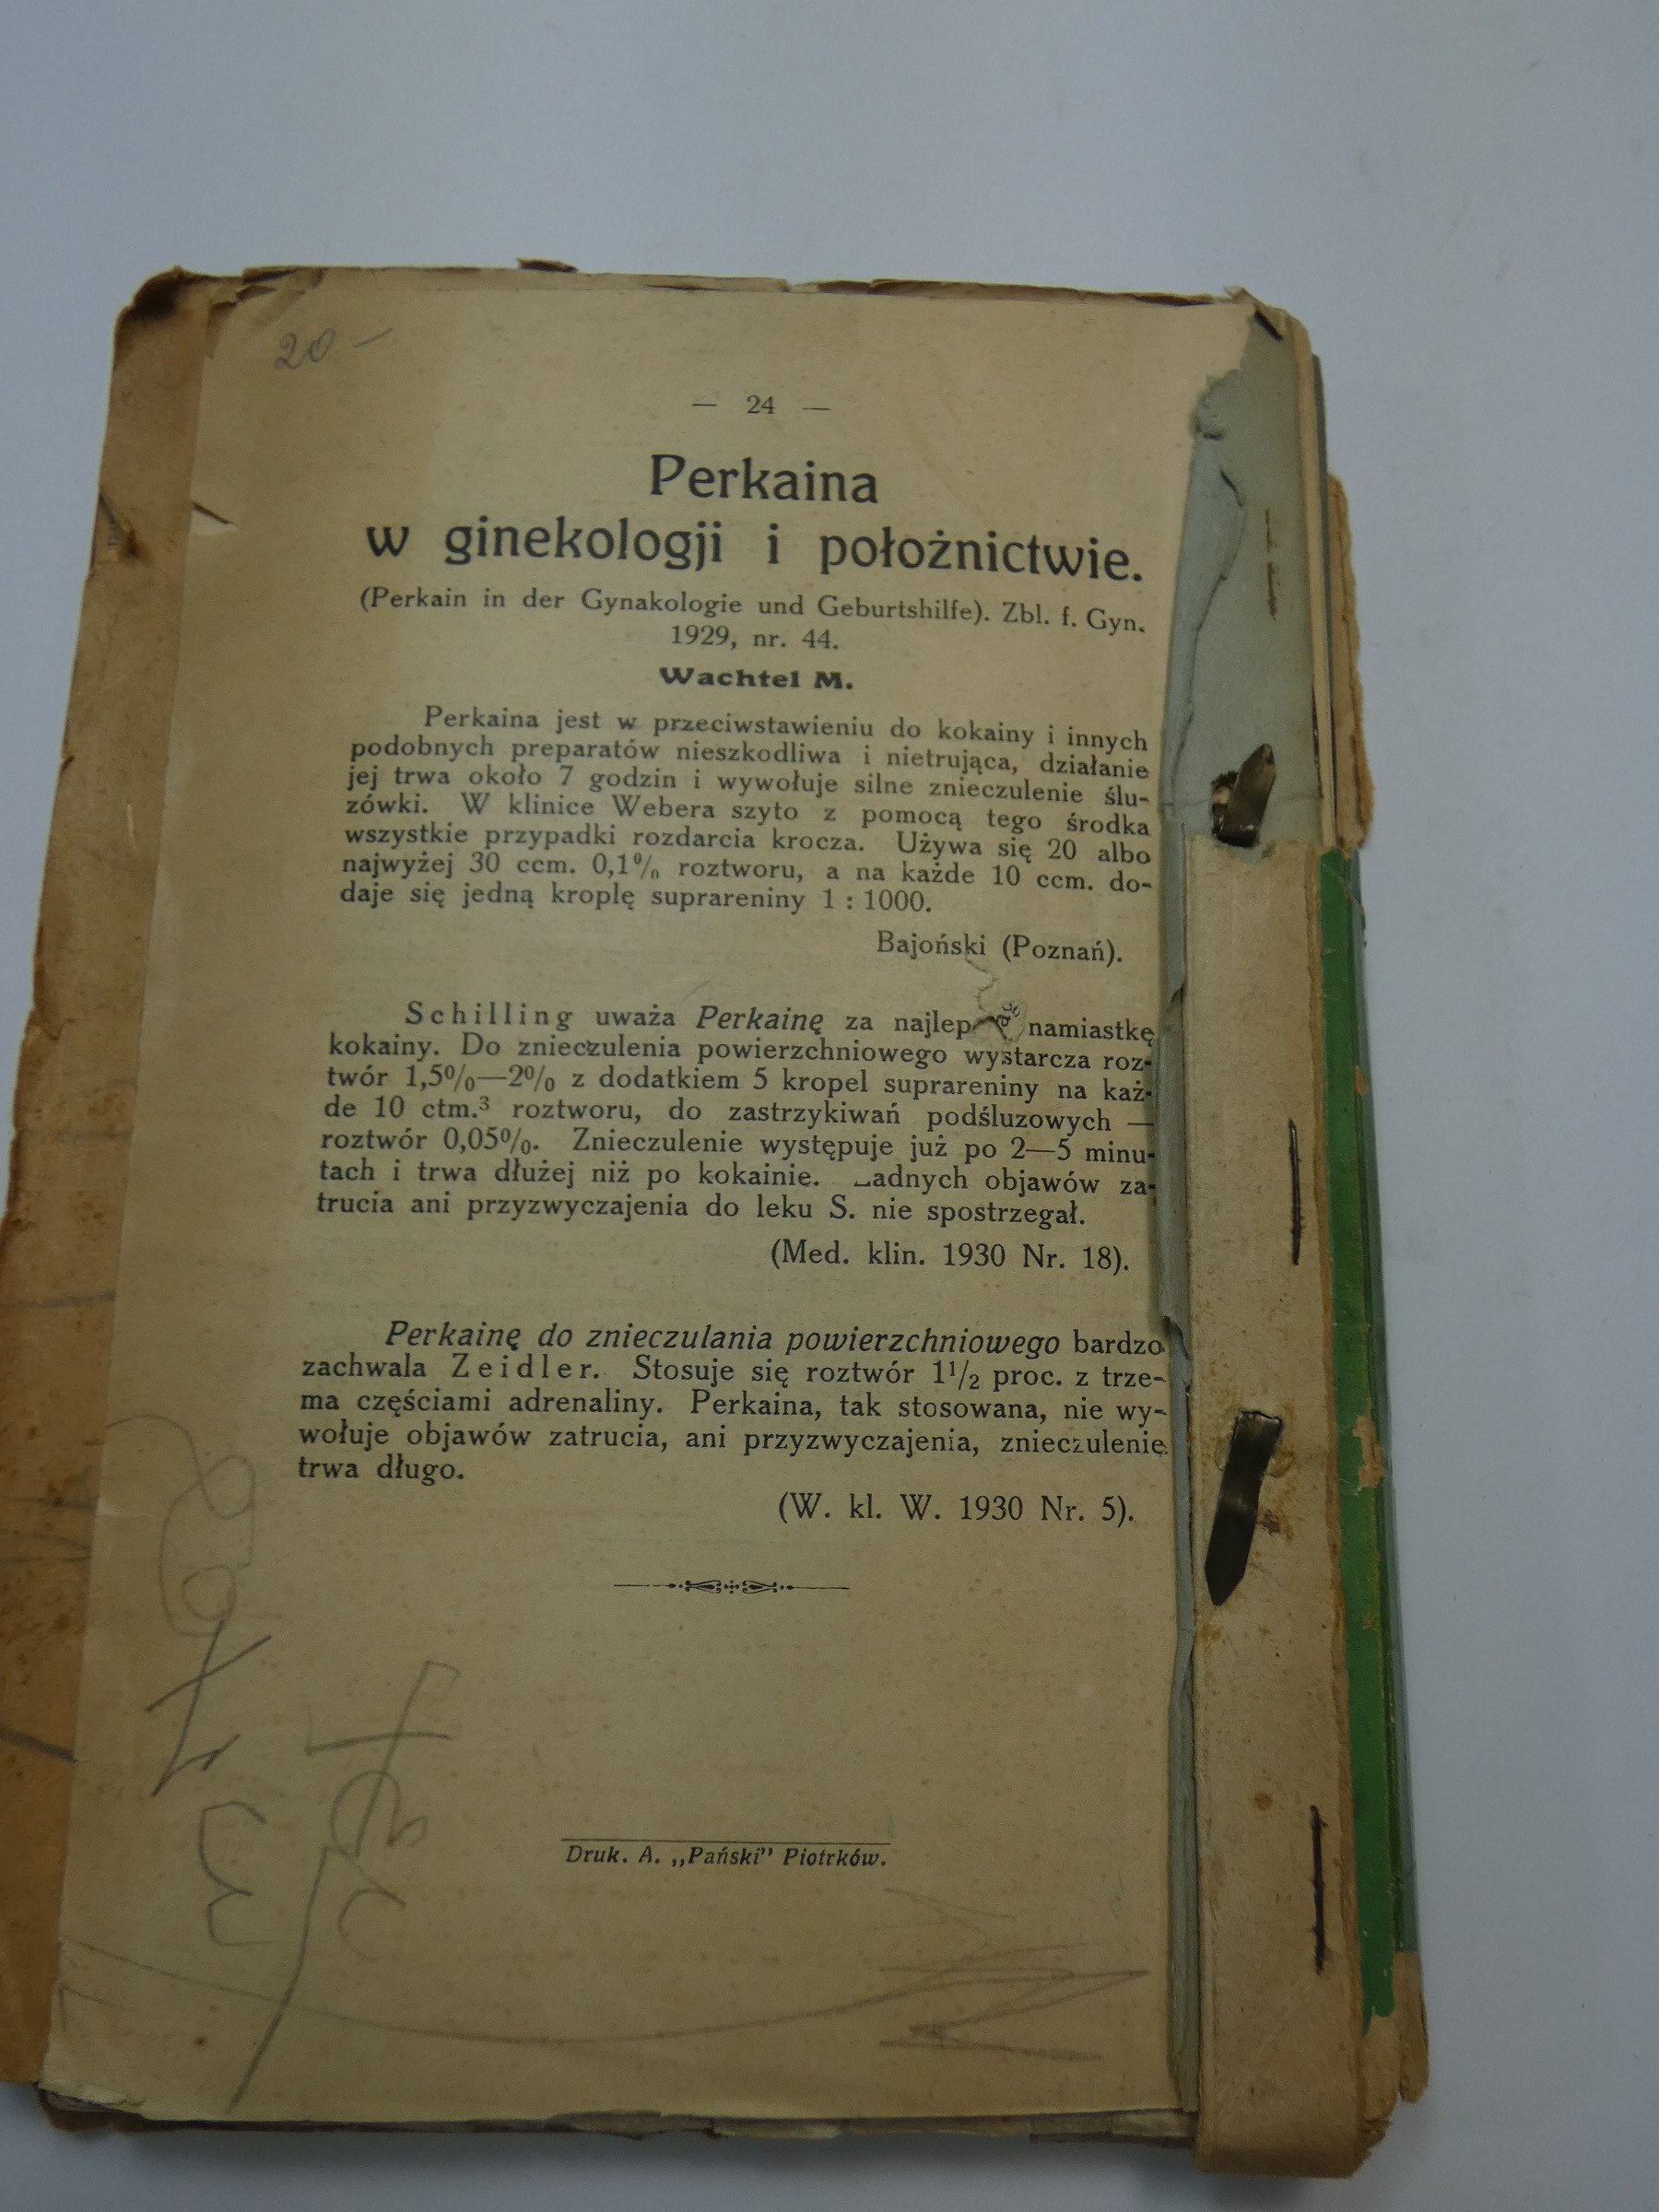 20 —
— 24 —
Perkaina
w ginekologji i położnictwie.
(Perkain in der Gynakologie und Geburtshilfe). Zbl. f. Gyn.
1929, nr. 44.
Wachtel M.
Perkaina jest w przeciwstawieniu do kokainy i innych
podobnych preparatów nieszkodliwa i nietrująca, działanie
jej trwa około 7 godzin i wywołuje silne znieczulenie ślu-
zówki. W klinice Webera szyto z pomocą tego środka
wszystkie przypadki rozdarcia krocza. Używa się 20 albo
najwyżej 30 ccm. 0,1% roztworu, a na każde 10 ccm. do-
daje się jedną kroplę suprareniny 1 : 1000.
Bajoński (Poznań).
Schilling uważa Perkainę za namiastkę
kokainy. Do znieczulenia powierzchniowego wystarcza roz-
twór 1,5%—2% z dodatkiem 5 kropel suprareniny na każ-
de 10 ctm.³ roztworu, do zastrzykiwań podśluzowych —
roztwór 0,05%. Znieczulenie występuje już po 2—5 minu-
tach i trwa dłużej niż po kokainie. adnych objawów za-
trucia ani przyzwyczajenia do leku S. nie spostrzegał.
(Med. klin. 1930 Nr. 18).
Perkainę do znieczulania powierzchniowego bardzo
zachwala Zeidler. Stosuje się roztwór 1¹/₂ proc. z trze-
ma częściami adrenaliny. Perkaina, tak stosowana, nie wy-
wołuje objawów zatrucia, ani przyzwyczajenia, znieczulenie
trwa długo.
(W. kl. W. 1930 Nr. 5).
Druk. A. „Pański” Piotrków.